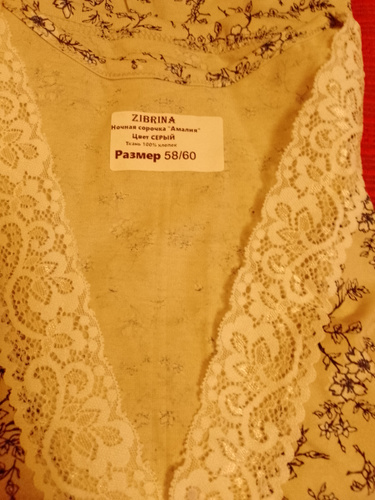 ZIBRINA
Ночная сорочка "Амалия"
Цвет СЕРЫЙ
Ткань 100% хлопок
Размер 58/60